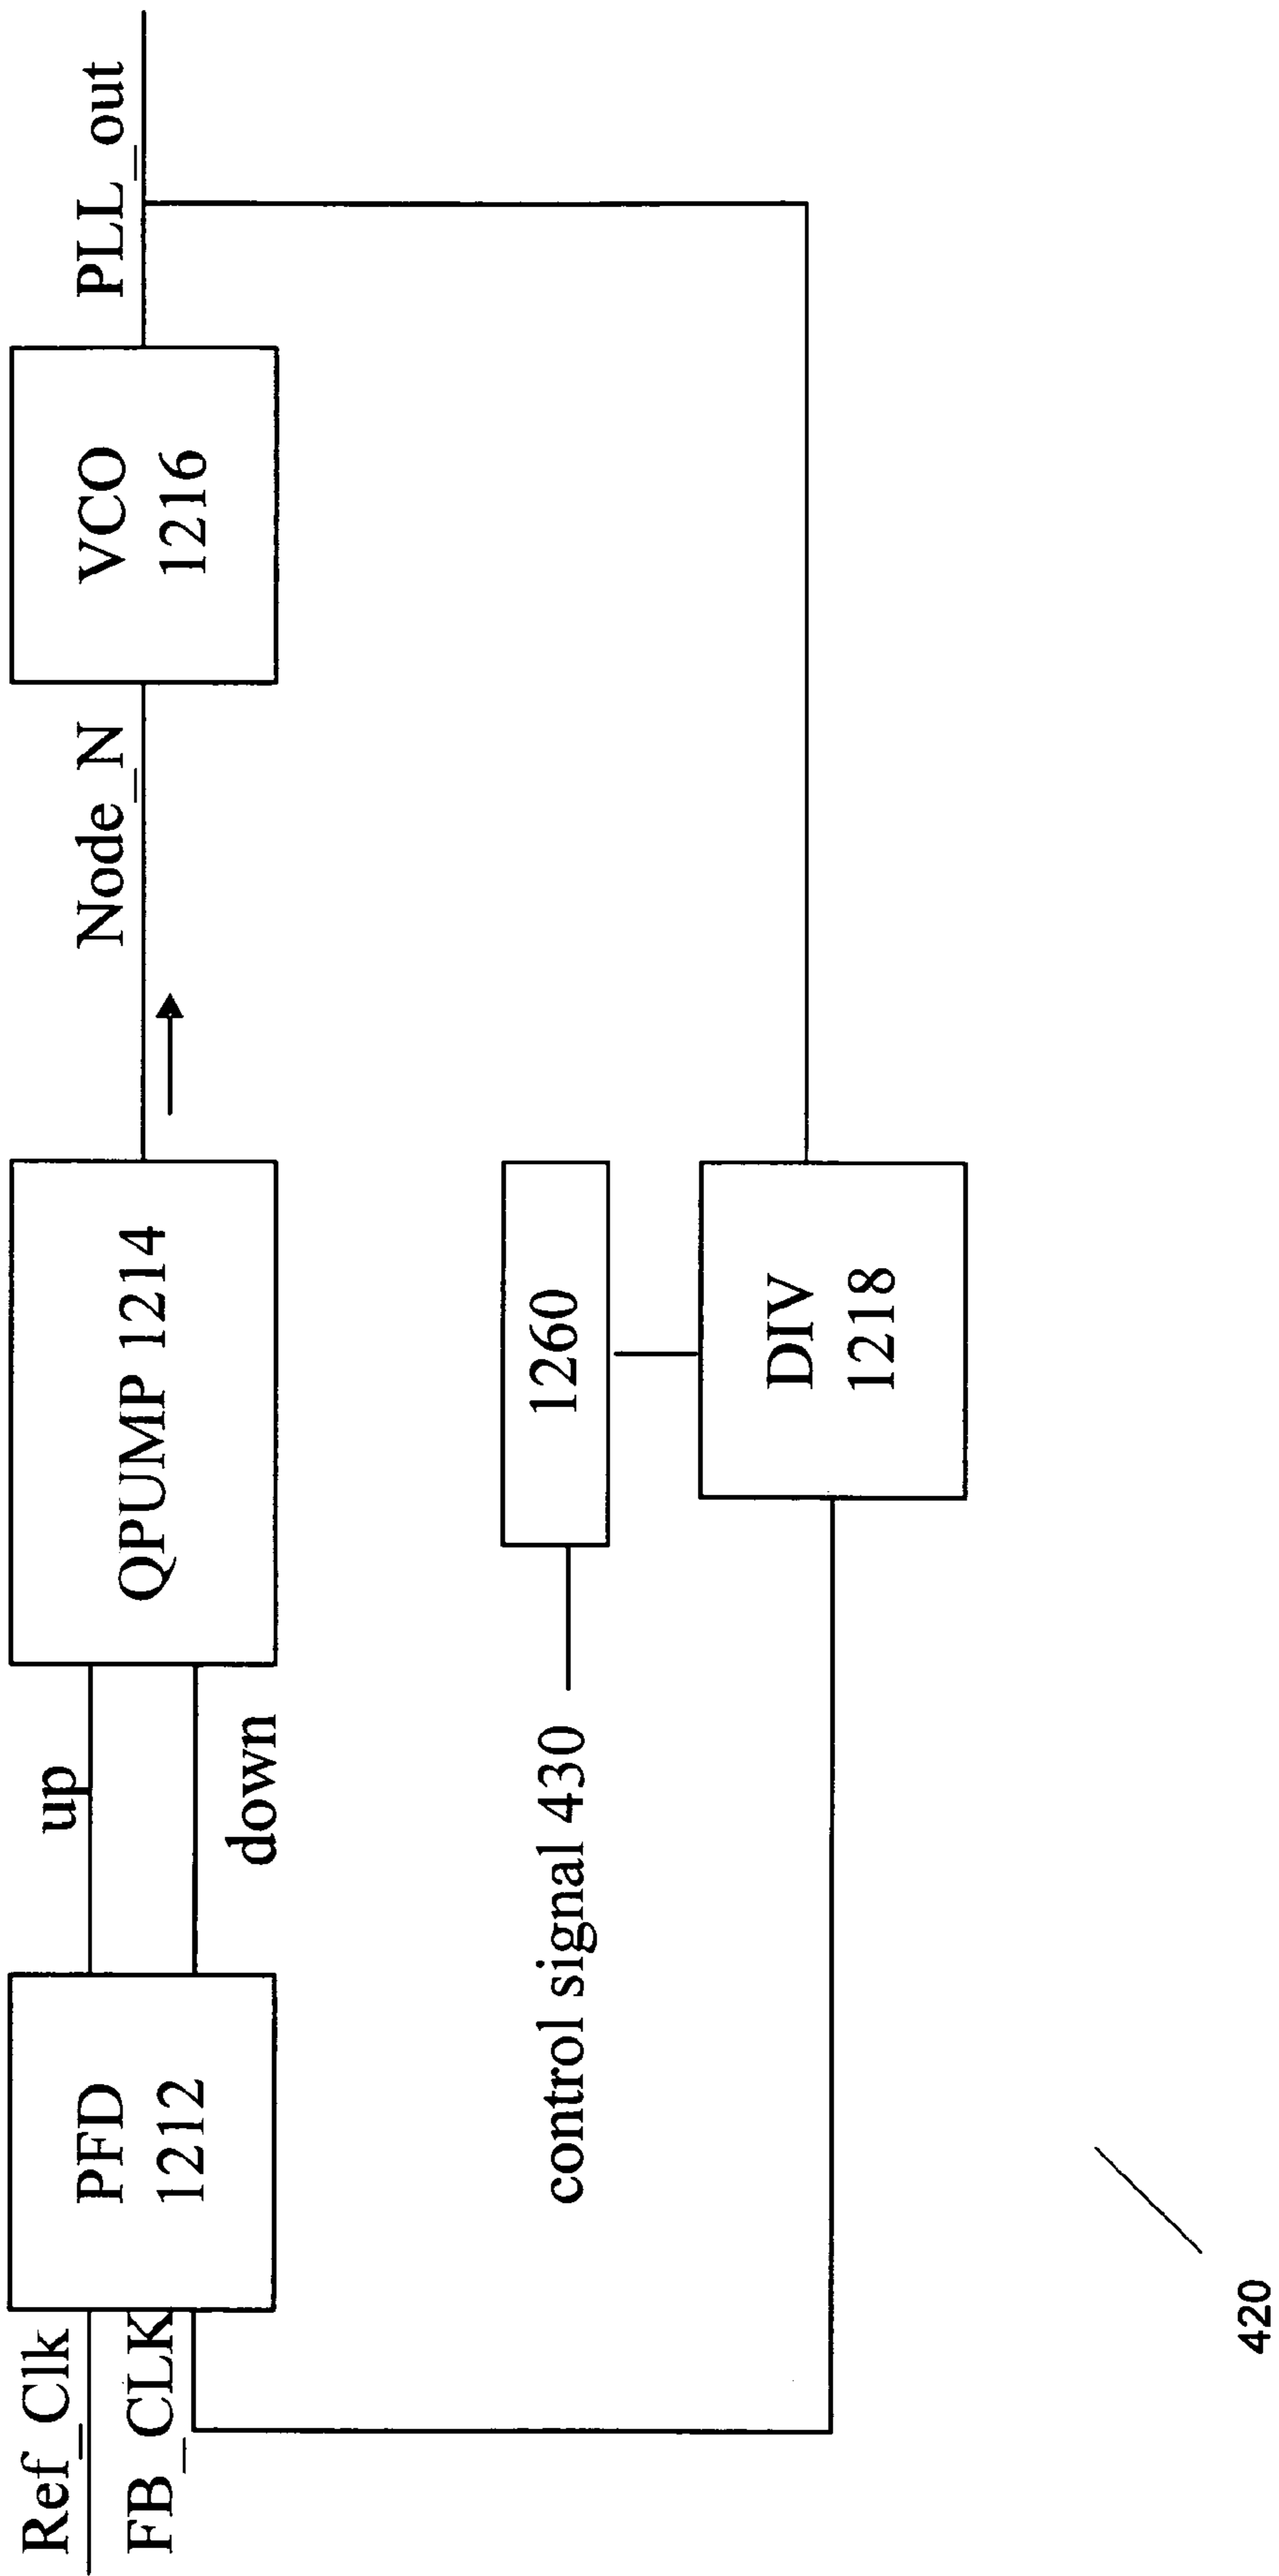 Ref_Clk
FB_CLK
PFD
1212
up
down
QPUMP 1214
Node_N
VCO
1216
PLL_out
control signal 430
1260
DIV
1218
420